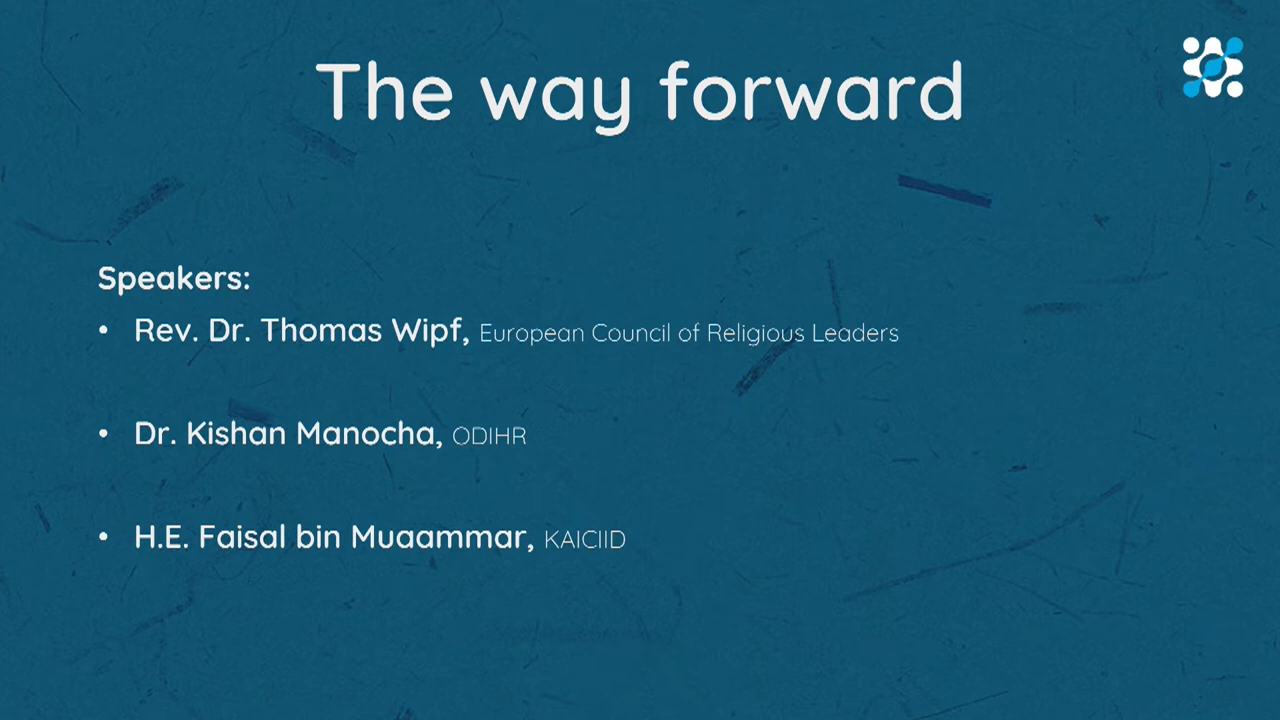 The way forward
Speakers:
• Rev. Dr. Thomas Wipf, European Council of Religious Leaders
• Dr. Kishan Manocha, ODIHR
• H.E. Faisal bin Muaammar, KAICIID